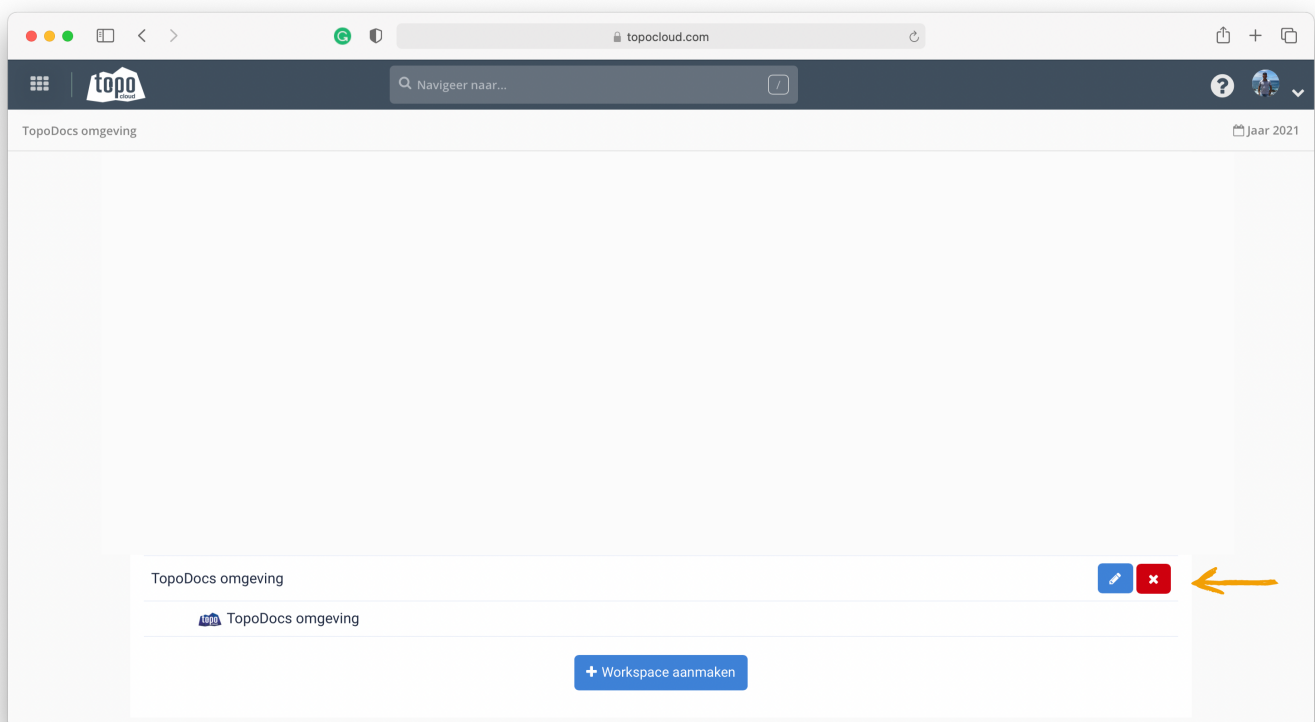 topocloud.com
topo
cloud
Navigeer naar...
/
?
TopoDocs omgeving
Jaar 2021
TopoDocs omgeving
topo
TopoDocs omgeving
Workspace aanmaken